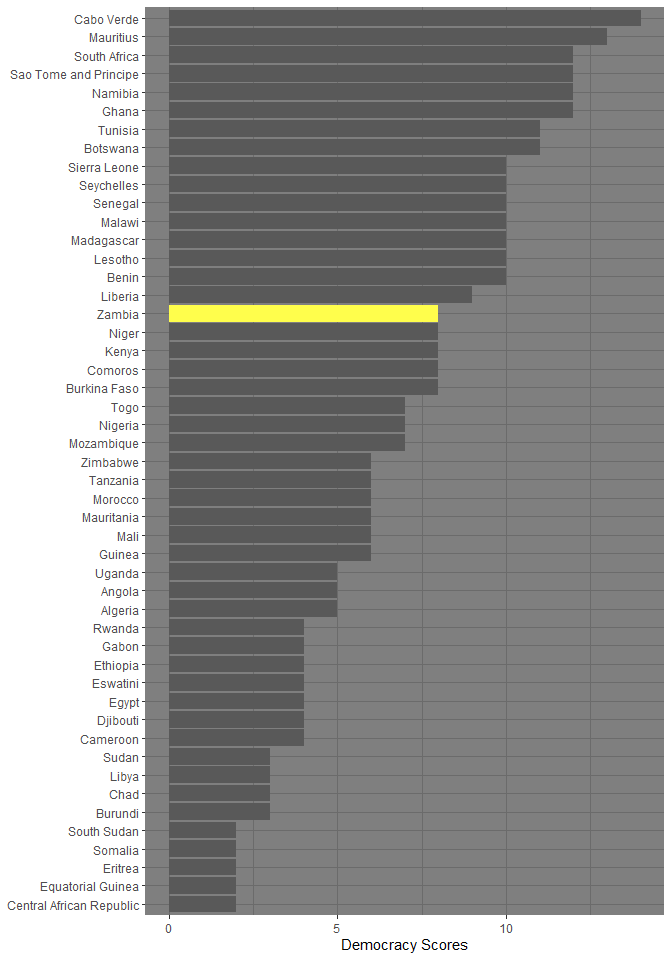 Cabo Verde
Mauritius
South Africa
Sao Tome and Principe
Namibia
Ghana
Tunisia
Botswana
Sierra Leone
Seychelles
Senegal
Malawi
Madagascar
Lesotho
Benin
Liberia
Zambia
Niger
Kenya
Comoros
Burkina Faso
Togo
Nigeria
Mozambique
Zimbabwe
Tanzania
Morocco
Mauritania
Mali
Guinea
Uganda
Angola
Algeria
Rwanda
Gabon
Ethiopia
Eswatini
Egypt
Djibouti
Cameroon
Sudan
Libya
Chad
Burundi
South Sudan
Somalia
Eritrea
Equatorial Guinea
Central African Republic
0 5 10
Democracy Scores